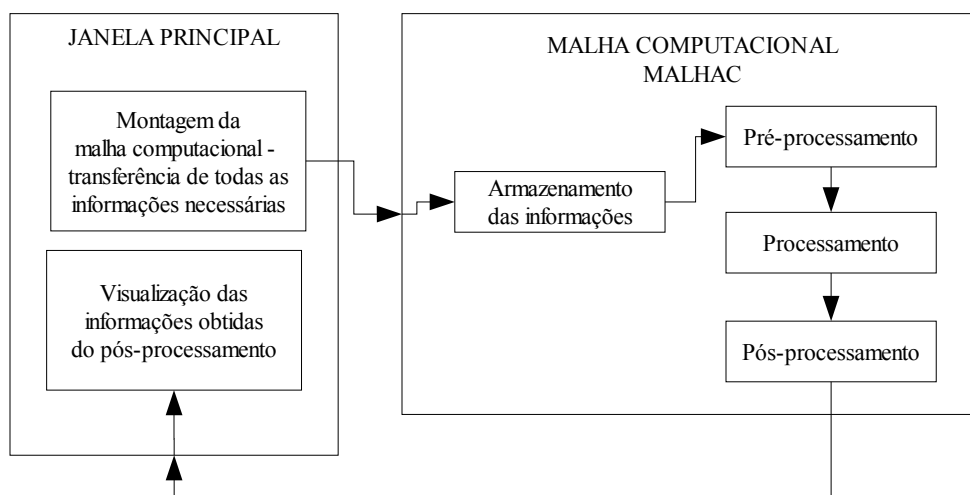 JANELA PRINCIPAL
Montagem da
malha computacional -
transferência de todas as
informações necessárias
Visualização das
informações obtidas
do pós-processamento
MALHA COMPUTACIONAL
MALHAC
Armazenamento
das informações
Pré-processamento
Processamento
Pós-processamento